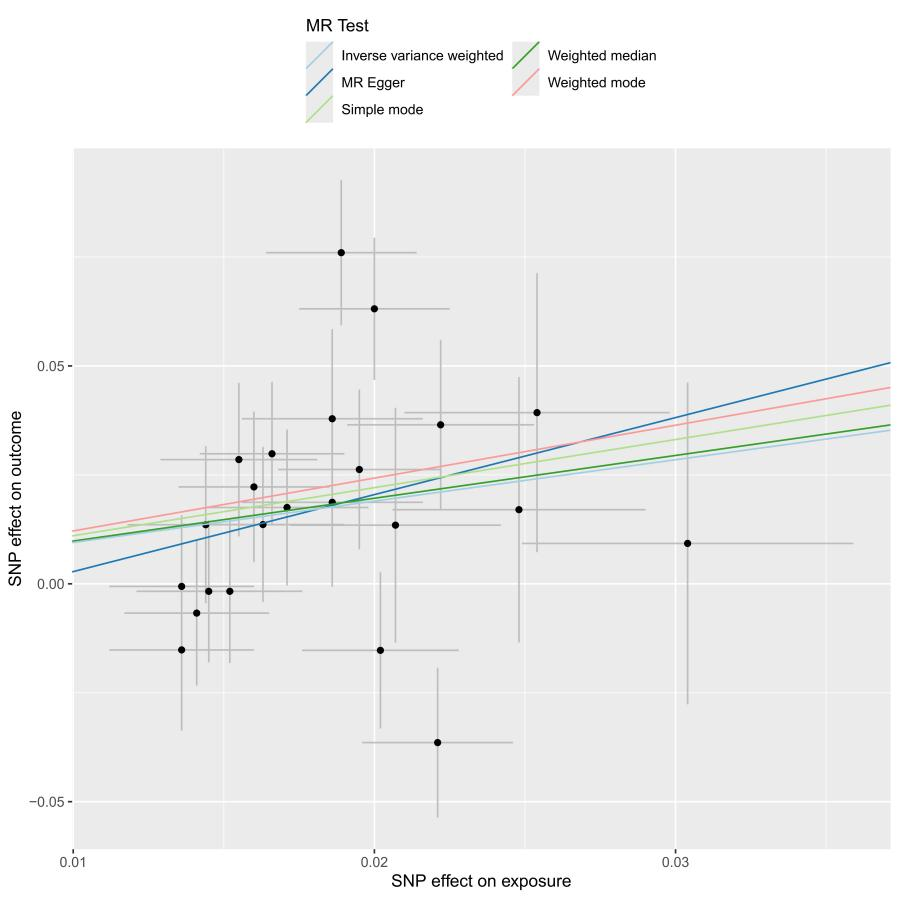 MR Test
Inverse variance weighted
MR Egger
Simple mode
Weighted median
Weighted mode
SNP effect on outcome
0.05
0.00
−0.05
0.01 0.02 0.03
SNP effect on exposure